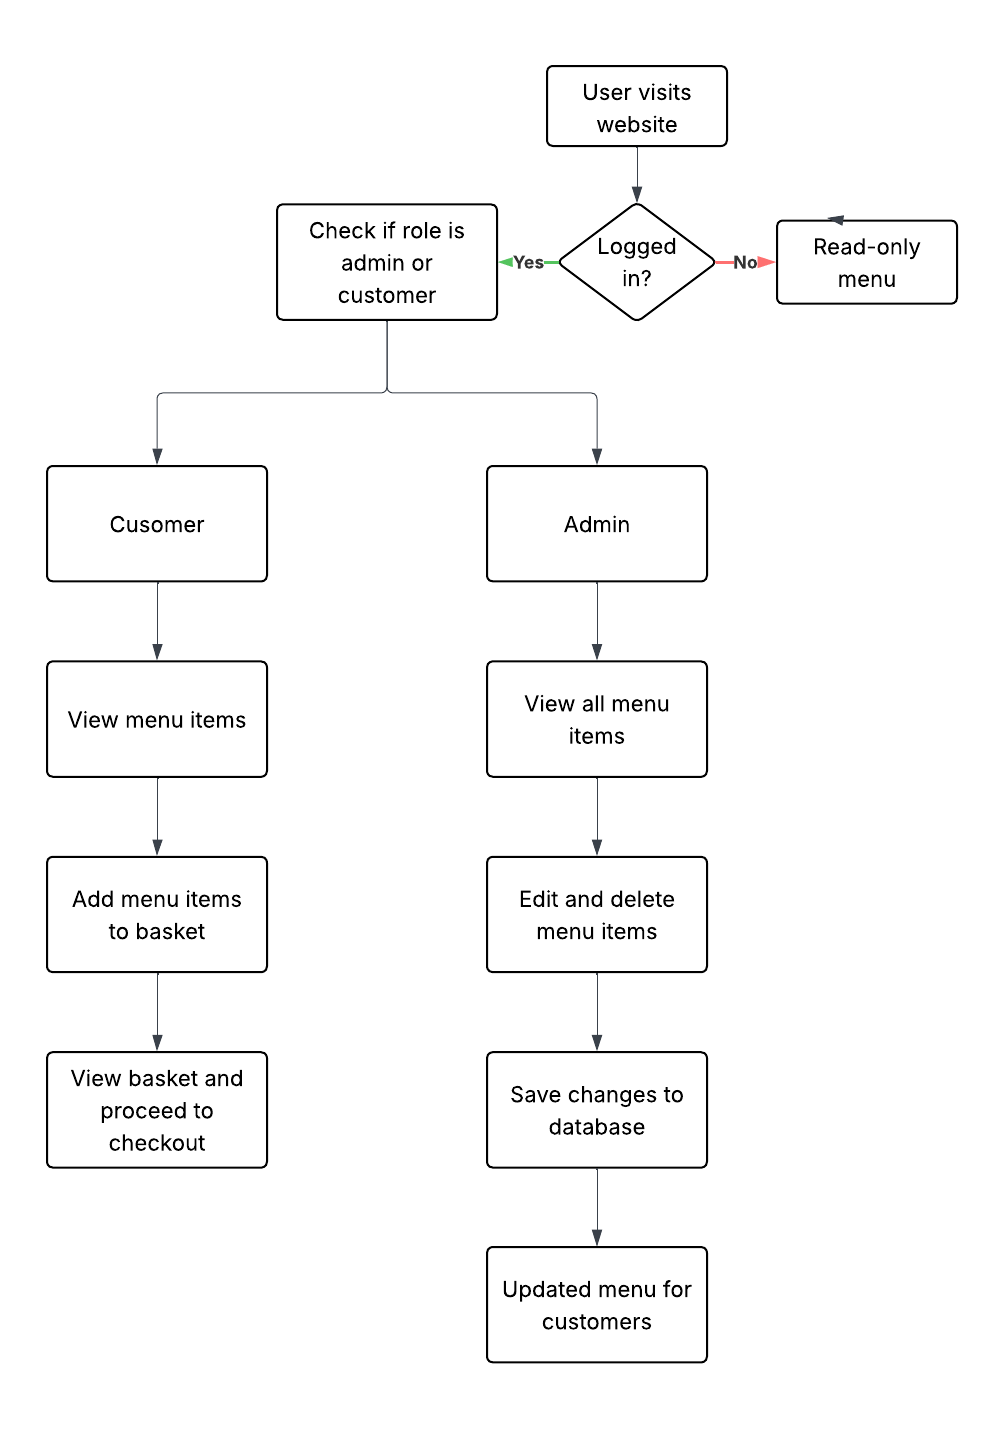 User visits
website
Check if role is
admin or
customer
Yes
Logged
in?
No
Read-only
menu
Cusomer
Admin
View menu items
View all menu
items
Add menu items
to basket
Edit and delete
menu items
View basket and
proceed to
checkout
Save changes to
database
Updated menu for
customers